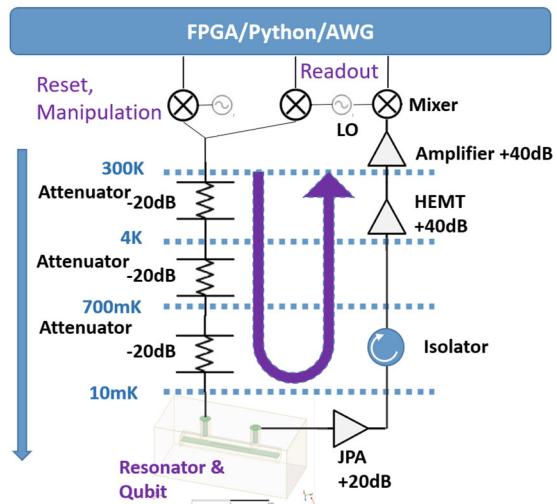 FPGA/Python/AWG
Readout
Reset,
Manipulation
Mixer
LO
Amplifier +40dB
300K
Attenuator
-20dB
HEMT
+40dB
4K
Attenuator
-20dB
700mK
Attenuator
-20dB
Isolator
10mK
Resonator &
Qubit
JPA
+20dB